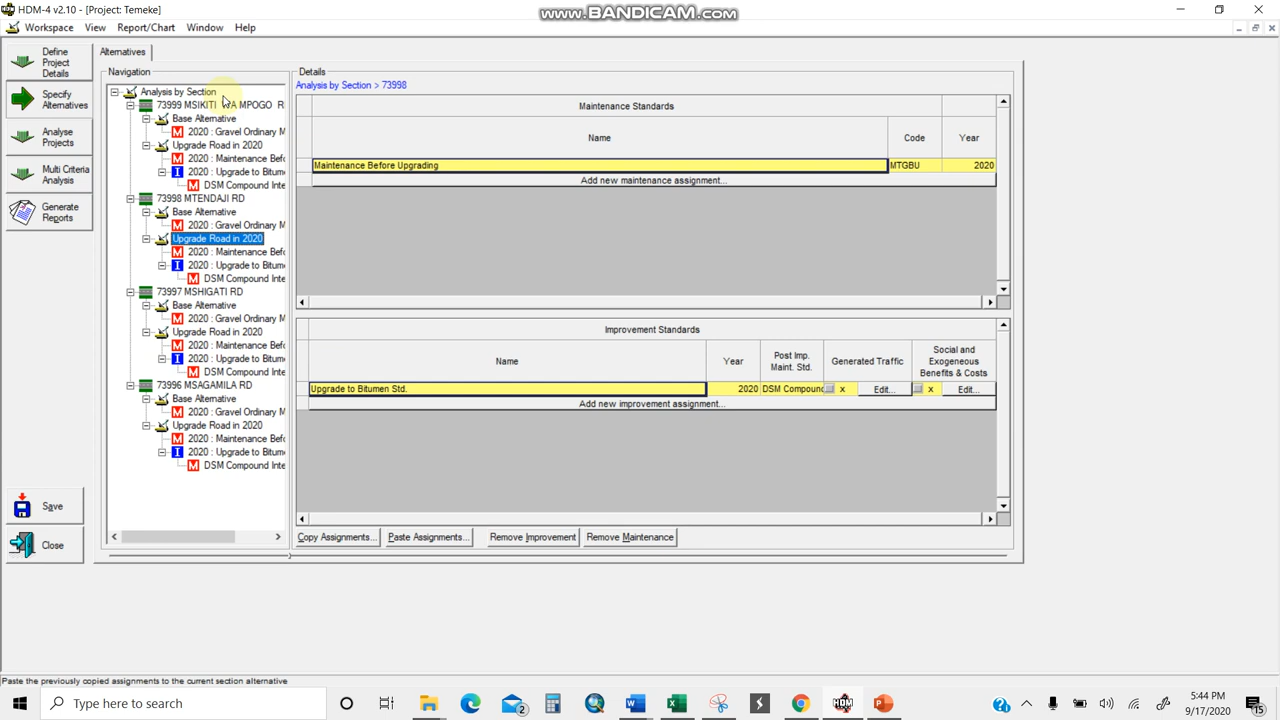 HDM-4 v2.10 - [Project: Temeke]
www.BANDICAM.com
Workspace View Report/Chart Window Help
Define Project Details
Specify Alternatives
Analyse Projects
Multi Criteria Analysis
Generate Reports
Save
Close
Alternatives
Navigation
Analysis by Section
73999 MSIKITI WA MPOGO R
Base Alternative
2020 : Gravel Ordinary M
Upgrade Road in 2020
2020 : Maintenance Befo
2020 : Upgrade to Bitum
DSM Compound Inte
73998 MTENDAJI RD
Base Alternative
2020 : Gravel Ordinary M
Upgrade Road in 2020
2020 : Maintenance Befo
2020 : Upgrade to Bitum
DSM Compound Inte
73997 MSHIGATI RD
Base Alternative
2020 : Gravel Ordinary M
Upgrade Road in 2020
2020 : Maintenance Befo
2020 : Upgrade to Bitum
DSM Compound Inte
73996 MSAGAMILA RD
Base Alternative
2020 : Gravel Ordinary M
Upgrade Road in 2020
2020 : Maintenance Befo
2020 : Upgrade to Bitum
DSM Compound Inte
Details
Analysis by Section > 73998
Maintenance Standards
Name Code Year
Maintenance Before Upgrading MTGBU 2020
Add new maintenance assignment...
Improvement Standards
Name Year Post Imp. Maint. Std. Generated Traffic Social and Exogeneous Benefits & Costs
Upgrade to Bitumen Std. 2020 DSM Compound x Edit... x Edit...
Add new improvement assignment...
Copy Assignments... Paste Assignments... Remove Improvement Remove Maintenance
Paste the previously copied assignments to the current section alternative
Type here to search
2
HDM
5:44 PM
9/17/2020
15